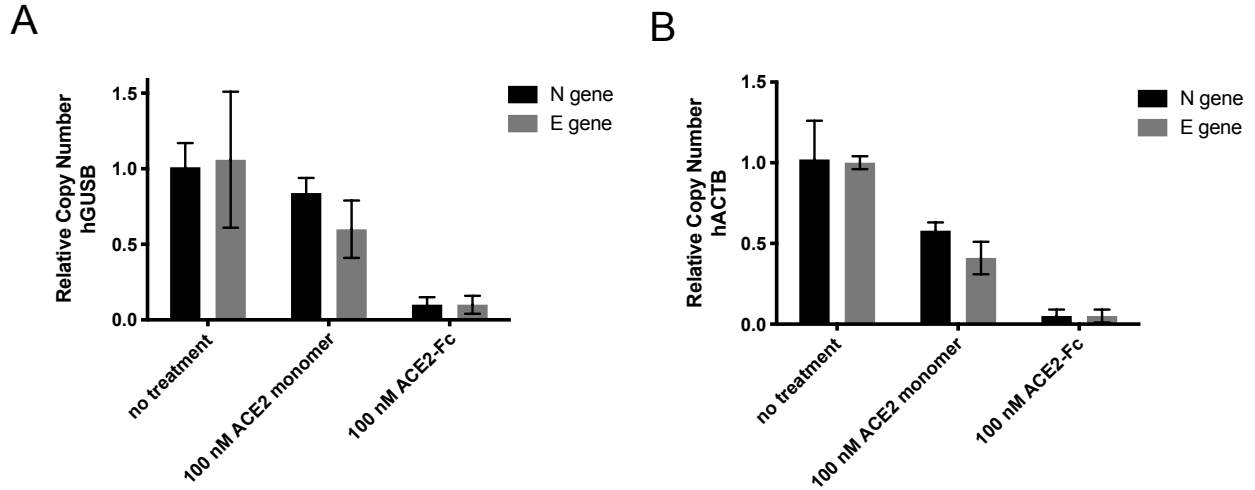 A
Relative Copy Number
hGUSB
1.5
1.0
0.5
0.0
N gene
E gene
no treatment
100 nM ACE2 monomer
100 nM ACE2-Fc
B
Relative Copy Number
hACTB
1.5
1.0
0.5
0.0
N gene
E gene
no treatment
100 nM ACE2 monomer
100 nM ACE2-Fc